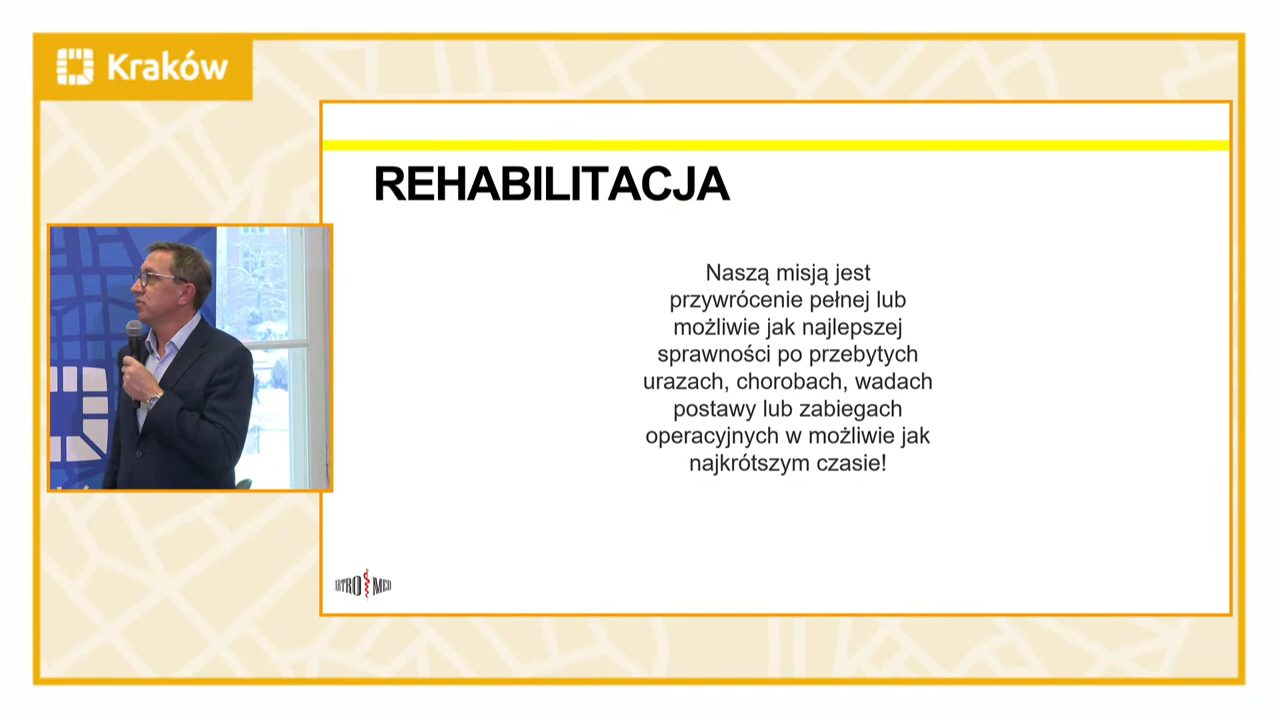 Kraków
REHABILITACJA
Naszą misją jest
przywrócenie pełnej lub
możliwie jak najlepszej
sprawności po przebytych
urazach, chorobach, wadach
postawy lub zabiegach
operacyjnych w możliwie jak
najkrótszym czasie!
ARTRO MED